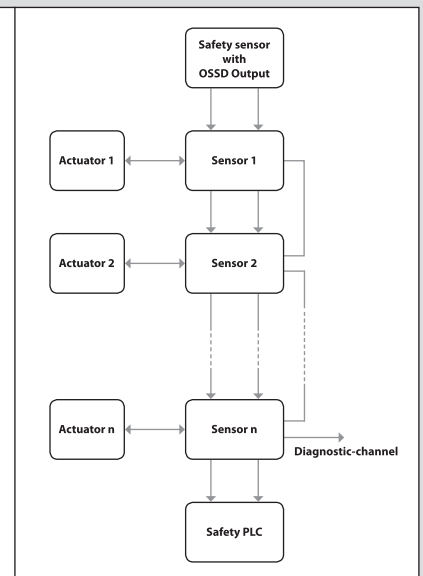 Safety sensor
with
OSSD Output
Actuator 1
Sensor 1
Actuator 2
Sensor 2
Actuator n
Sensor n
Diagnostic-channel
Safety PLC